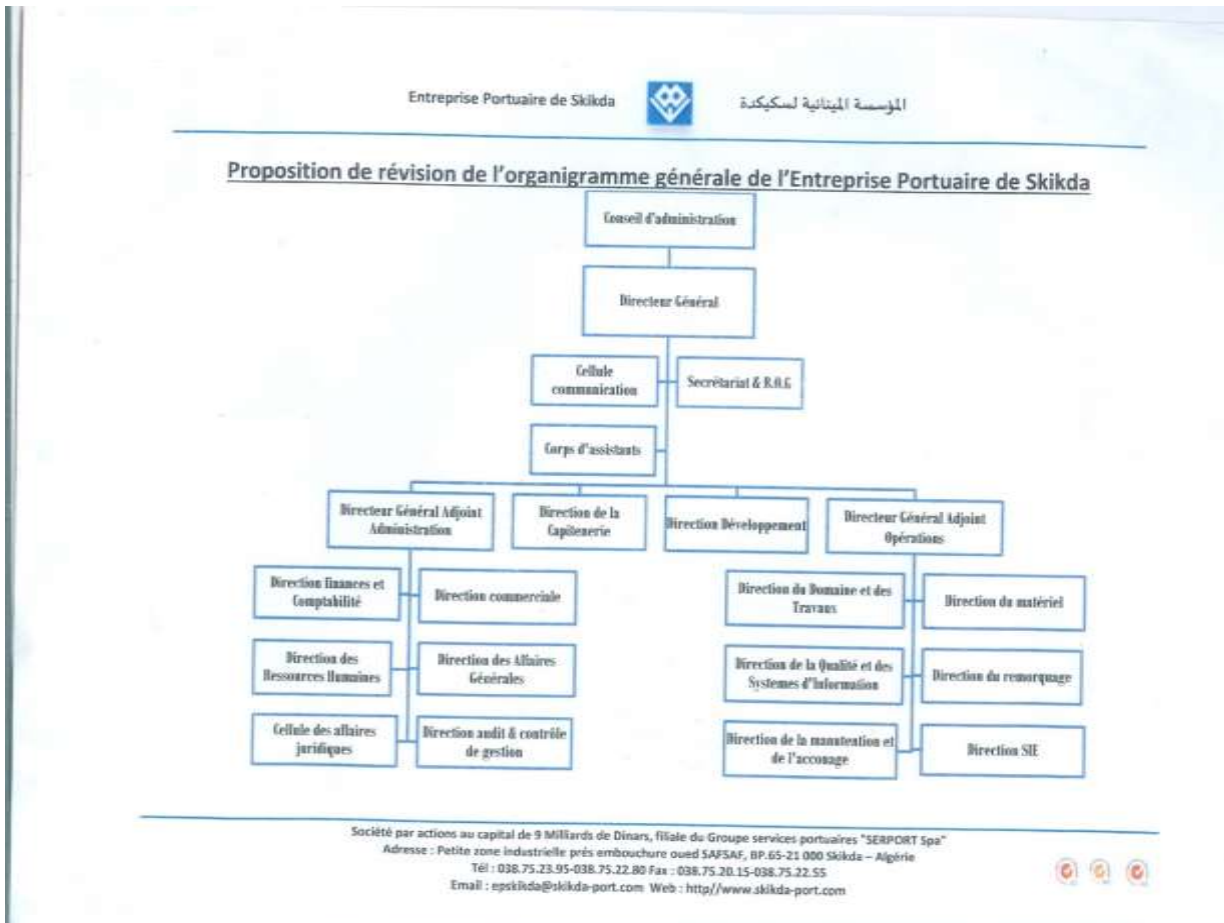 Entreprise Portuaire de Skikda
المؤسسة المينائية لسكيكدة
Proposition de révision de l'organigramme générale de l'Entreprise Portuaire de Skikda
Conseil d'administration
Directeur Général
Cellule
communication
Secrétariat & B.O.G
Corps d'assistants
Directeur Général Adjoint
Administration
Direction de la
Capitenerie
Direction Développement
Directeur Général Adjoint
Opérations
Direction finances et
Comptabilité
Direction commerciale
Direction du Domaine et des
Travaux
Direction du matériel
Direction des
Ressources Humaines
Direction des Affaires
Générales
Direction de la Qualité et des
Systemes d'Information
Direction du remorquage
Cellule des affaires
juridiques
Direction audit & contrôle
de gestion
Direction de la manutention et
de l'acconage
Direction SIE
Société par actions au capital de 9 Milliards de Dinars, filiale du Groupe services portuaires "SERPORT Spa"
Adresse : Petite zone industrielle prés embouchure oued SAFSAF, BP.65-21 000 Skikda – Algérie
Tél : 038.75.23.95-038.75.22.80 Fax : 038.75.20.15-038.75.22.55
Email : epskikda@skikda-port.com Web : http//www.skikda-port.com